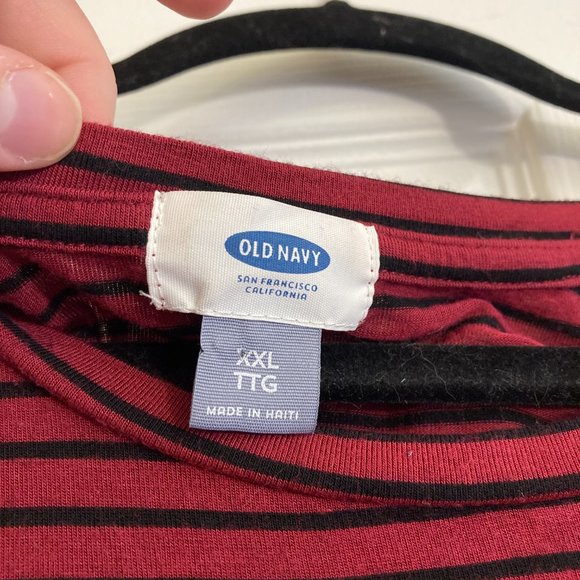 OLD NAVY
SAN FRANCISCO
CALIFORNIA
XXL
TTG
MADE IN HAITI